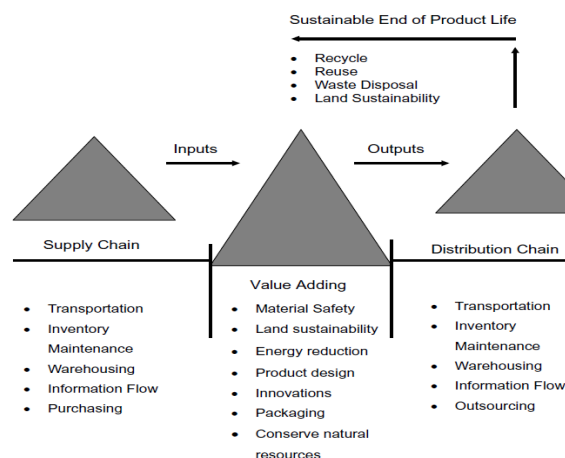 Sustainable End of Product Life
Recycle
Reuse
Waste Disposal
Land Sustainability
Inputs
Outputs
Supply Chain
Value Adding
Distribution Chain
Transportation
Inventory
Maintenance
Warehousing
Information Flow
Purchasing
Material Safety
Land sustainability
Energy reduction
Product design
Innovations
Packaging
Conserve natural
resources
Transportation
Inventory
Maintenance
Warehousing
Information Flow
Outsourcing